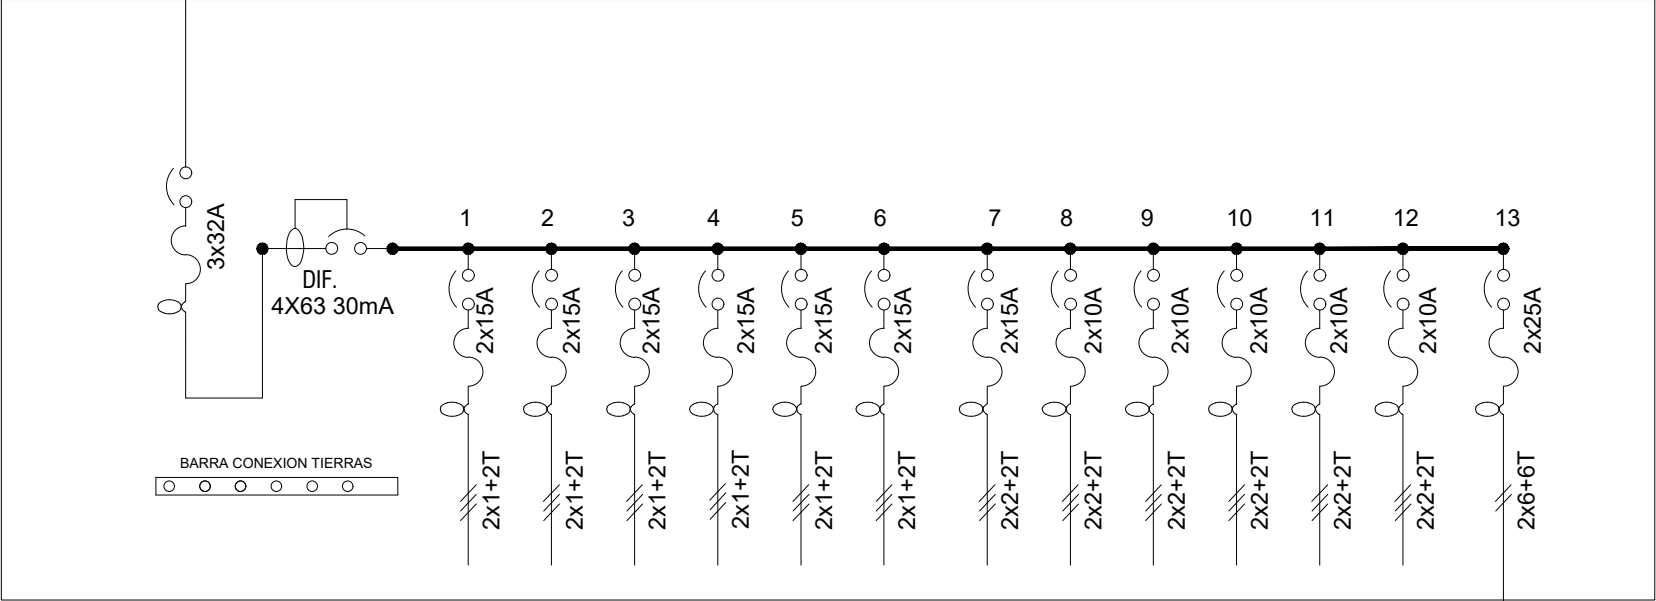 1 2 3 4 5 6 7 8 9 10 11 12 13
3x32A
DIF.
4X63 30mA
2x15A
2x15A
2x15A
2x15A
2x15A
2x15A
2x15A
2x10A
2x10A
2x10A
2x10A
2x10A
2x25A
BARRA CONEXION TIERRAS
2x1+2T
2x1+2T
2x1+2T
2x1+2T
2x1+2T
2x1+2T
2x2+2T
2x2+2T
2x2+2T
2x2+2T
2x2+2T
2x2+2T
2x6+6T